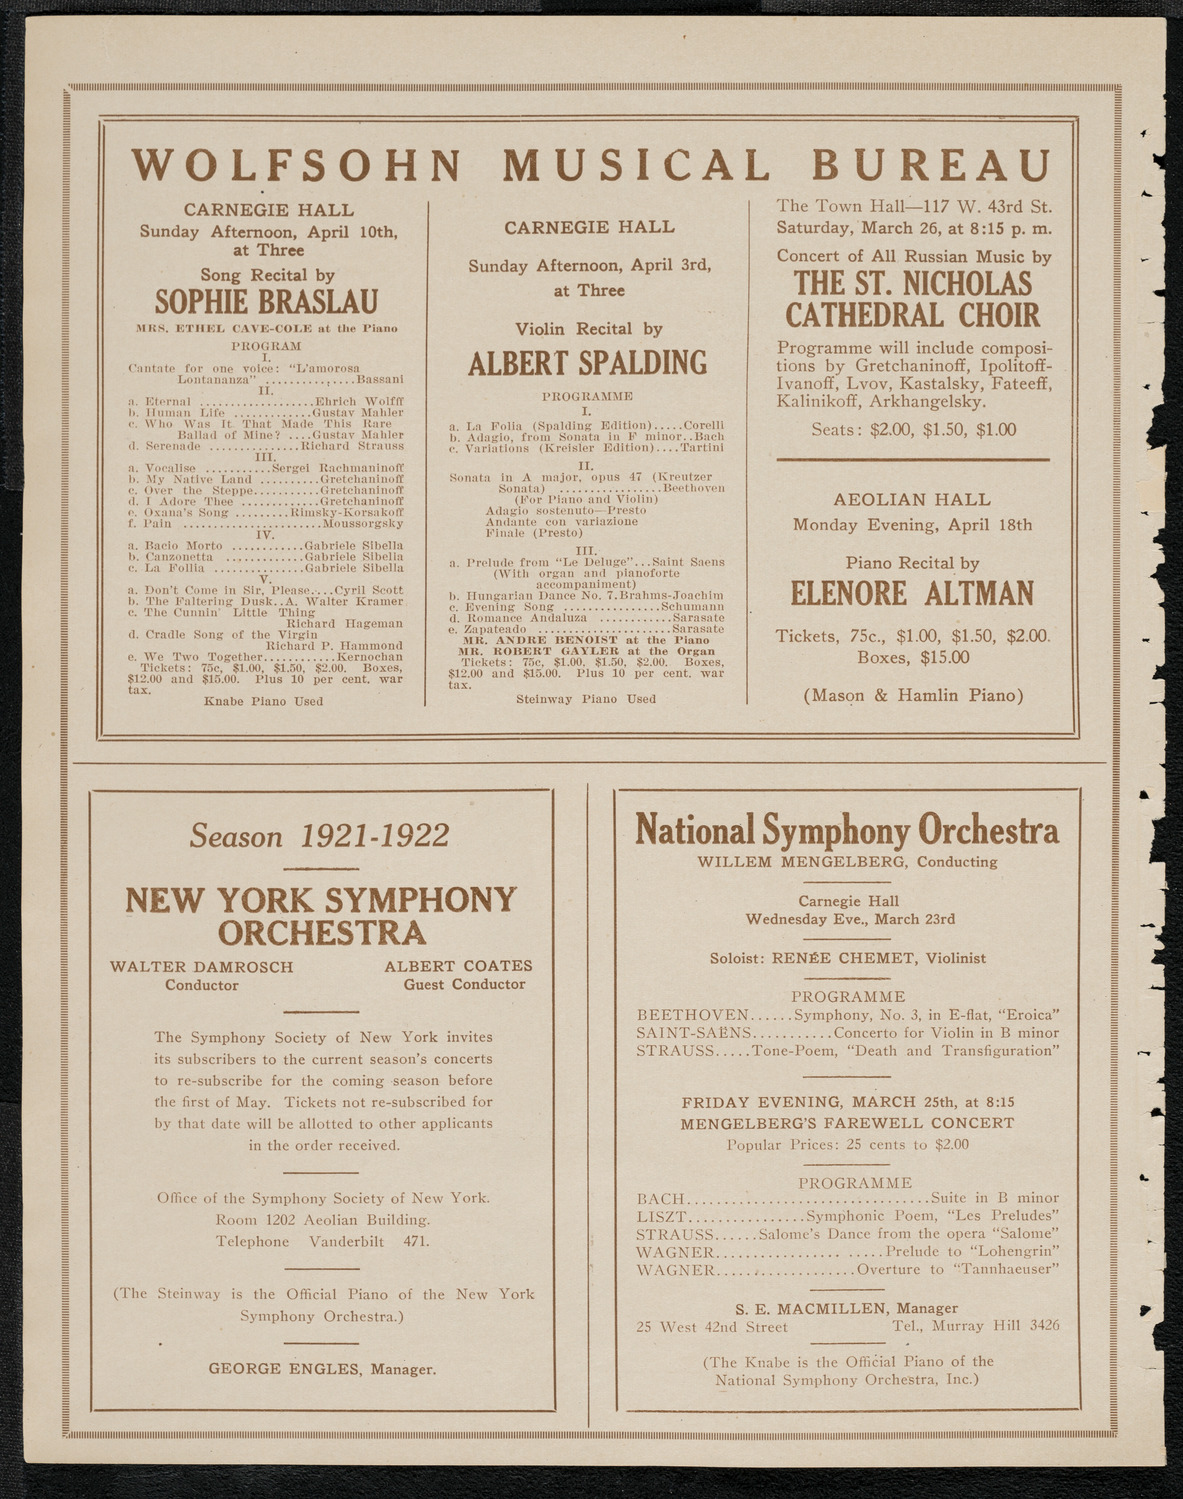 WOLFSOHN MUSICAL BUREAU
CARNEGIE HALL
Sunday Afternoon, April 10th,
at Three
Song Recital by
SOPHIE BRASLAU
MRS. ETHEL CAVE-COLE at the Piano
PROGRAM
I.
Cantate for one voice: "L'amorosa
Lontananza" ................Bassani
II.
a. Eternal ..................Ehrich Wolff
b. Human Life ............Gustav Mahler
c. Who Was It That Made This Rare
Ballad of Mine? ....Gustav Mahler
d. Serenade ..............Richard Strauss
III.
a. Vocalise ...........Sergei Rachmaninoff
b. My Native Land ..........Gretchaninoff
c. Over the Steppe...........Gretchaninoff
d. I Adore Thee .............Gretchaninoff
e. Oxana's Song .........Rimsky-Korsakoff
f. Pain ......................Moussorgsky
IV.
a. Bacio Morto ............Gabriele Sibella
b. Canzonetta .............Gabriele Sibella
c. La Follia ...............Gabriele Sibella
V.
a. Don't Come in Sir, Please....Cyril Scott
b. The Faltering Dusk..A. Walter Kramer
c. The Cunnin' Little Thing
Richard Hageman
d. Cradle Song of the Virgin
Richard P. Hammond
e. We Two Together............Kernochan
Tickets: 75c, $1.00, $1.50, $2.00. Boxes,
$12.00 and $15.00. Plus 10 per cent. war
tax.
Knabe Piano Used
CARNEGIE HALL
Sunday Afternoon, April 3rd,
at Three
Violin Recital by
ALBERT SPALDING
PROGRAMME
I.
a. La Folia (Spalding Edition).....Corelli
b. Adagio, from Sonata in F minor..Bach
c. Variations (Kreisler Edition)....Tartini
II.
Sonata in A major, opus 47 (Kreutzer
Sonata) .................Beethoven
(For Piano and Violin)
Adagio sostenuto—Presto
Andante con variazione
Finale (Presto)
III.
a. Prelude from "Le Deluge"...Saint Saens
(With organ and pianoforte
accompaniment)
b. Hungarian Dance No. 7.Brahms-Joachim
c. Evening Song ................Schumann
d. Romance Andaluza ............Sarasate
e. Zapateado .....................Sarasate
MR. ANDRE BENOIST at the Piano
MR. ROBERT GAYLER at the Organ
Tickets: 75c, $1.00, $1.50, $2.00. Boxes,
$12.00 and $15.00. Plus 10 per cent. war
tax.
Steinway Piano Used
The Town Hall—117 W. 43rd St.
Saturday, March 26, at 8:15 p. m.
Concert of All Russian Music by
THE ST. NICHOLAS
CATHEDRAL CHOIR
Programme will include composi-
tions by Gretchaninoff, Ipolitoff-
Ivanoff, Lvov, Kastalsky, Fateeff,
Kalinikoff, Arkhangelsky.
Seats: $2.00, $1.50, $1.00
AEOLIAN HALL
Monday Evening, April 18th
Piano Recital by
ELENORE ALTMAN
Tickets, 75c., $1.00, $1.50, $2.00.
Boxes, $15.00
(Mason & Hamlin Piano)
Season 1921-1922
NEW YORK SYMPHONY
ORCHESTRA
WALTER DAMROSCH ALBERT COATES
Conductor Guest Conductor
The Symphony Society of New York invites
its subscribers to the current season's concerts
to re-subscribe for the coming season before
the first of May. Tickets not re-subscribed for
by that date will be allotted to other applicants
in the order received.
Office of the Symphony Society of New York.
Room 1202 Aeolian Building.
Telephone Vanderbilt 471.
(The Steinway is the Official Piano of the New York
Symphony Orchestra.)
GEORGE ENGLES, Manager.
National Symphony Orchestra
WILLEM MENGELBERG, Conducting
Carnegie Hall
Wednesday Eve., March 23rd
Soloist: RENÉE CHEMET, Violinist
PROGRAMME
BEETHOVEN......Symphony, No. 3, in E-flat, "Eroica"
SAINT-SAËNS...........Concerto for Violin in B minor
STRAUSS.....Tone-Poem, "Death and Transfiguration"
FRIDAY EVENING, MARCH 25th, at 8:15
MENGELBERG'S FAREWELL CONCERT
Popular Prices: 25 cents to $2.00
PROGRAMME
BACH................................Suite in B minor
LISZT................Symphonic Poem, "Les Preludes"
STRAUSS......Salome's Dance from the opera "Salome"
WAGNER................ .....Prelude to "Lohengrin"
WAGNER...................Overture to "Tannhaeuser"
S. E. MACMILLEN, Manager
25 West 42nd Street Tel., Murray Hill 3426
(The Knabe is the Official Piano of the
National Symphony Orchestra, Inc.)